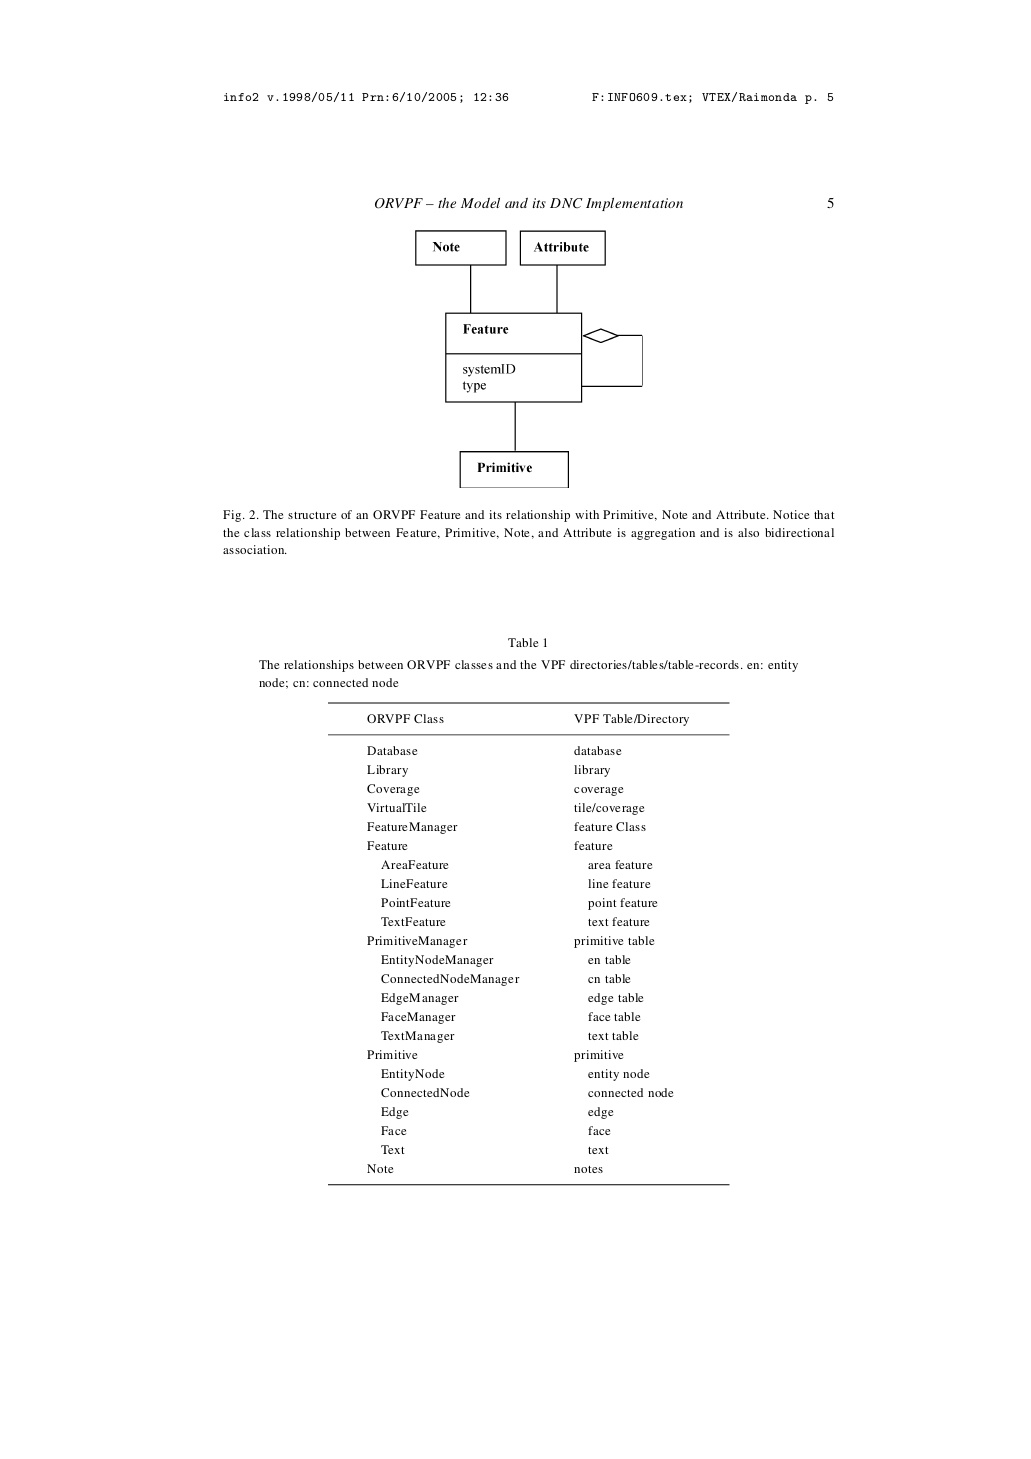 info2 v.1998/05/11 Prn:6/10/2005; 12:36 F:INFO609.tex; VTEX/Raimonda p. 5
ORVPF – the Model and its DNC Implementation 5
Note Attribute
Feature
systemID
type
Primitive
Fig. 2. The structure of an ORVPF Feature and its relationship with Primitive, Note and Attribute. Notice that
the class relationship between Feature, Primitive, Note, and Attribute is aggregation and is also bidirectional
association.
Table 1
The relationships between ORVPF classes and the VPF directories/tables/table-records. en: entity
node; cn: connected node
ORVPF Class VPF Table/Directory
Database database
Library library
Coverage coverage
VirtualTile tile/coverage
FeatureManager feature Class
Feature feature
AreaFeature area feature
LineFeature line feature
PointFeature point feature
TextFeature text feature
PrimitiveManager primitive table
EntityNodeManager en table
ConnectedNodeManager cn table
EdgeManager edge table
FaceManager face table
TextManager text table
Primitive primitive
EntityNode entity node
ConnectedNode connected node
Edge edge
Face face
Text text
Note notes